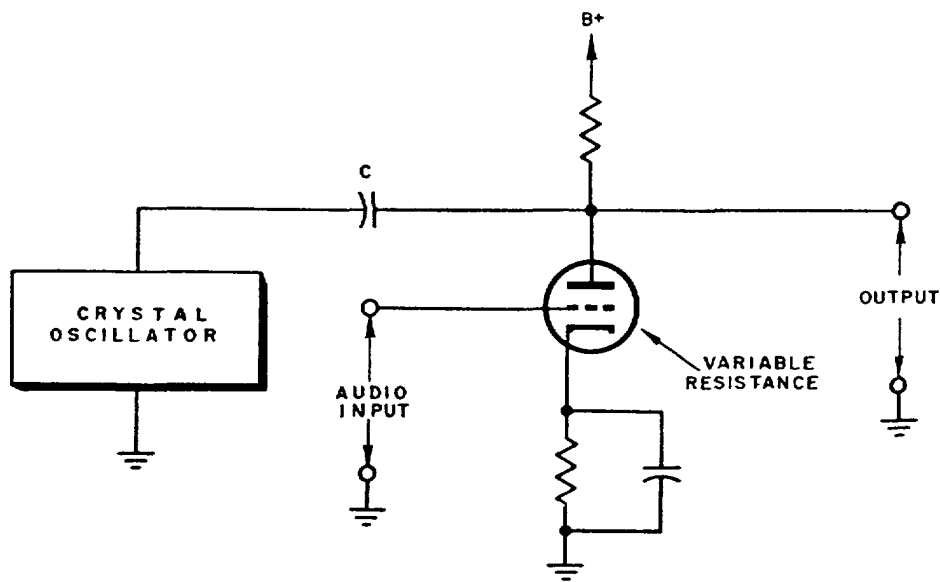 B+
C
CRYSTAL
OSCILLATOR
AUDIO
INPUT
OUTPUT
VARIABLE
RESISTANCE